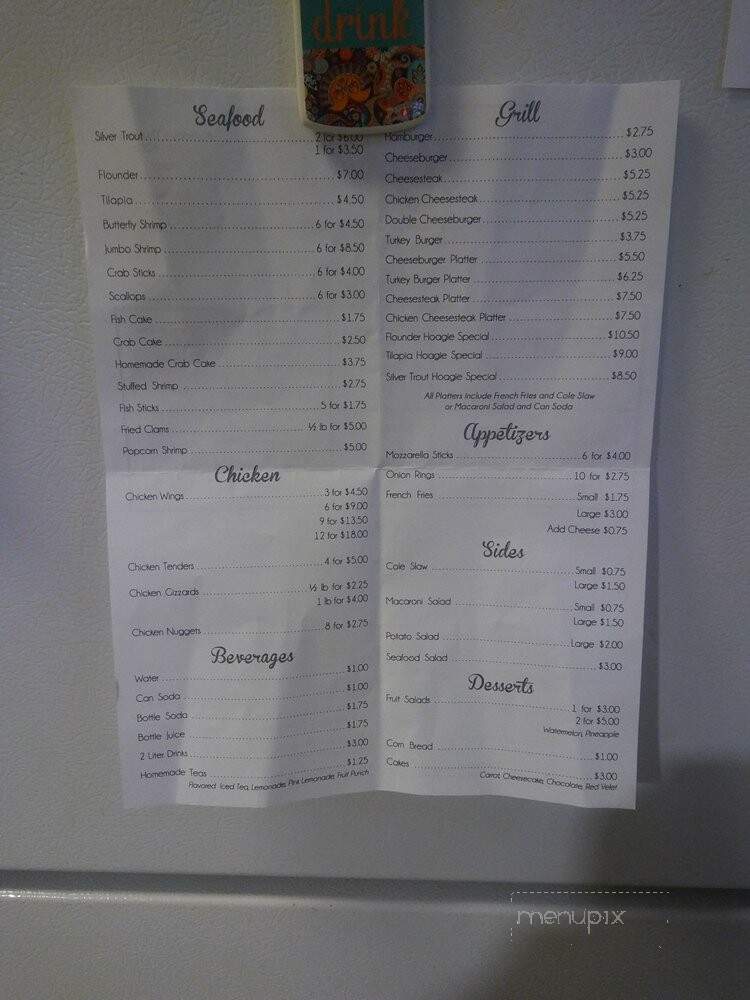 drink
Seafood
Silver Trout 2 for $6.00
1 for $3.50
Flounder $7.00
Tilapia $4.50
Butterfly Shrimp 6 for $4.50
Jumbo Shrimp 6 for $8.50
Crab Sticks 6 for $4.00
Scallops 6 for $3.00
Fish Cake $1.75
Crab Cake $2.50
Homemade Crab Cake $3.75
Stuffed Shrimp $2.75
Fish Sticks 5 for $1.75
Fried Clams ½ lb for $5.00
Popcorn Shrimp $5.00
Chicken
Chicken Wings 3 for $4.50
6 for $9.00
9 for $13.50
12 for $18.00
Chicken Tenders 4 for $5.00
Chicken Gizzards ½ lb for $2.25
1 lb for $4.00
Chicken Nuggets 8 for $2.75
Beverages
Water $1.00
Can Soda $1.00
Bottle Soda $1.75
Bottle Juice $1.75
2 Liter Drinks $3.00
Homemade Teas $1.25
Flavored: Iced Tea, Lemonade, Pink Lemonade, Fruit Punch
Grill
Hamburger $2.75
Cheeseburger $3.00
Cheesesteak $5.25
Chicken Cheesesteak $5.25
Double Cheeseburger $5.25
Turkey Burger $3.75
Cheeseburger Platter $5.50
Turkey Burger Platter $6.25
Cheesesteak Platter $7.50
Chicken Cheesesteak Platter $7.50
Flounder Hoagie Special $10.50
Tilapia Hoagie Special $9.00
Silver Trout Hoagie Special $8.50
All Platters include French Fries and Cole Slaw
or Macaroni Salad and Can Soda
Appetizers
Mozzarella Sticks 6 for $4.00
Onion Rings 10 for $2.75
French Fries Small $1.75
Large $3.00
Add Cheese $0.75
Sides
Cole Slaw Small $0.75
Large $1.50
Macaroni Salad Small $0.75
Large $1.50
Potato Salad Large $2.00
Seafood Salad $3.00
Desserts
Fruit Salads 1 for $3.00
2 for $5.00
Watermelon, Pineapple
Corn Bread $1.00
Cakes $3.00
Carrot, Cheesecake, Chocolate, Red Velet
menupix